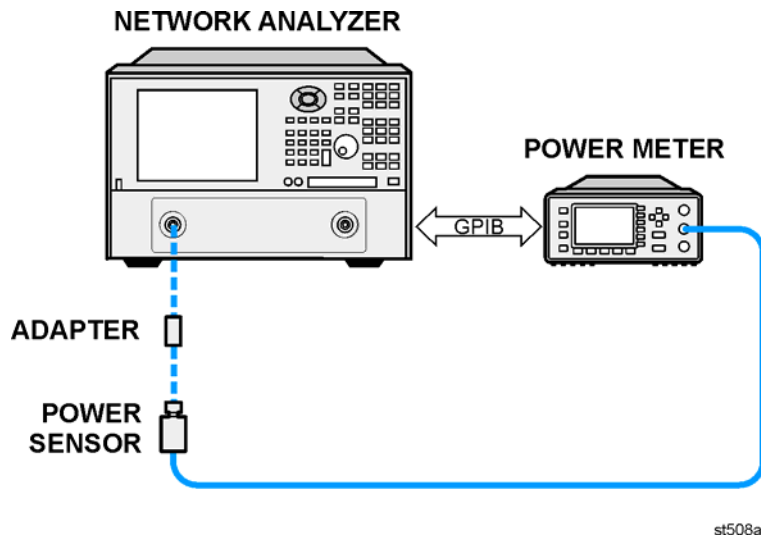 NETWORK ANALYZER
POWER METER
GPIB
ADAPTER
POWER
SENSOR
st508a